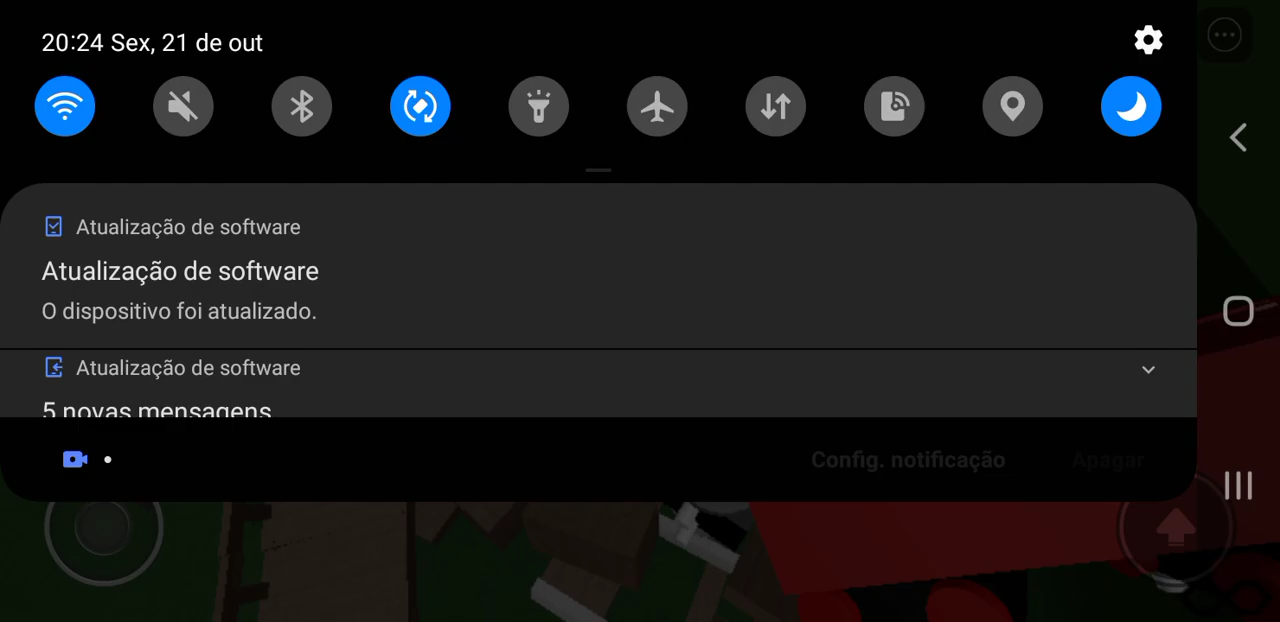 20:24 Sex, 21 de out
Atualização de software
Atualização de software
O dispositivo foi atualizado.
Atualização de software
5 novas mensagens
Config. notificação
Apagar